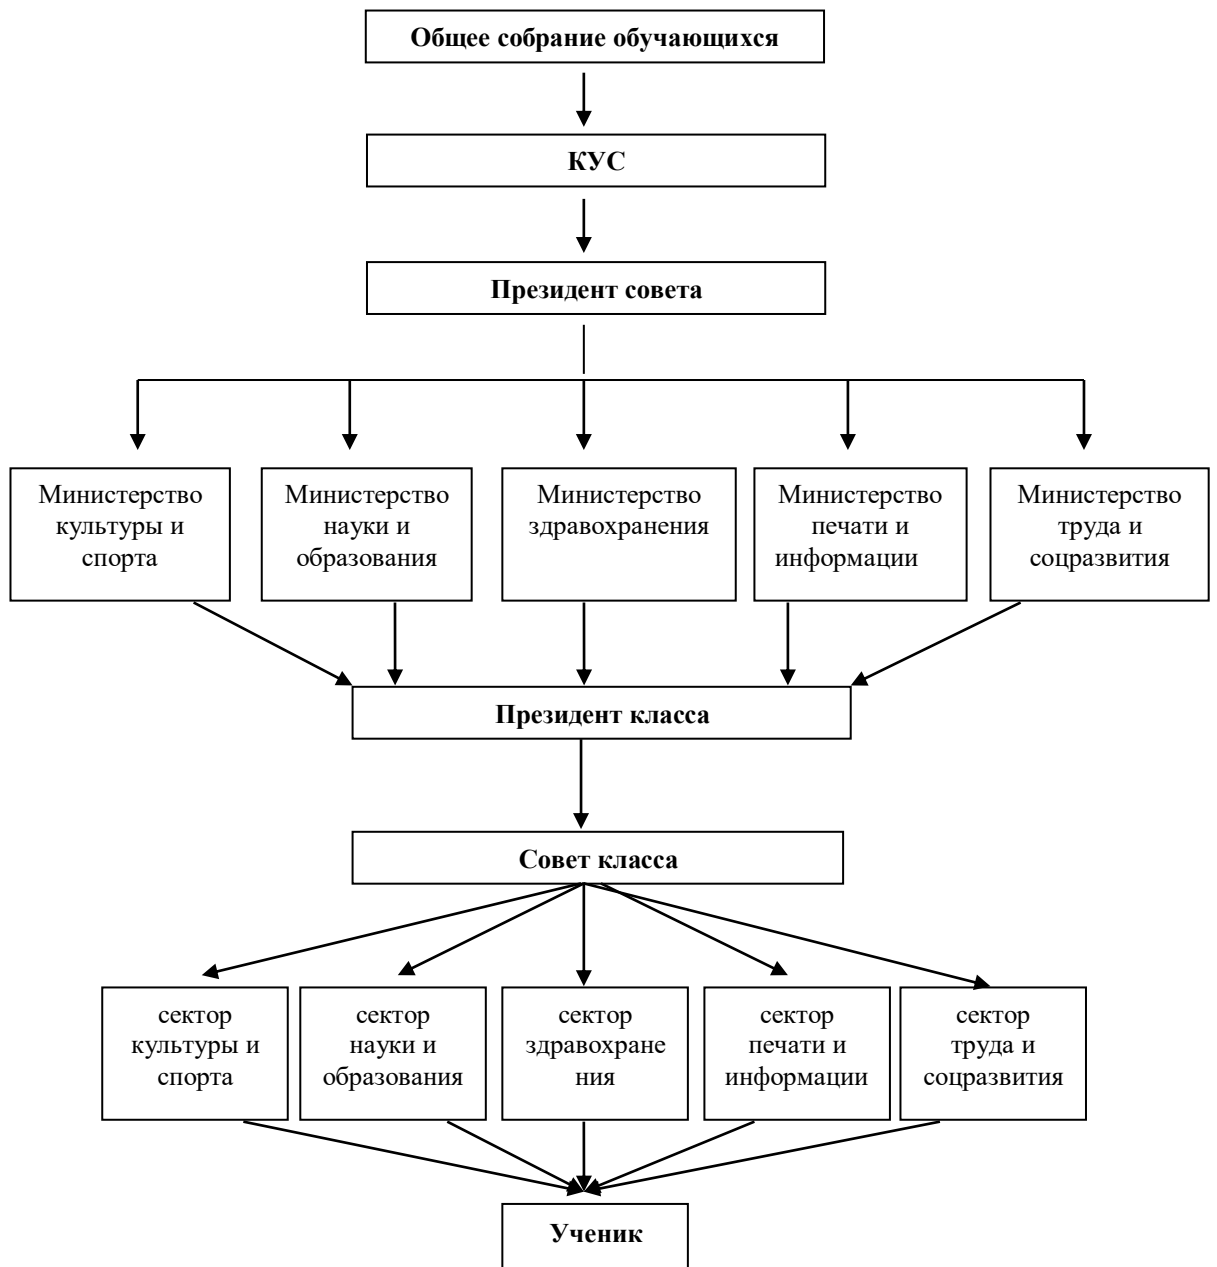 Общее собрание обучающихся
КУС
Президент совета
Министерство
культуры и
спорта
Министерство
науки и
образования
Министерство
здравохранения
Министерство
печати и
информации
Министерство
труда и
соцразвития
Президент класса
Совет класса
сектор
культуры и
спорта
сектор
науки и
образования
сектор
здравохране
ния
сектор
печати и
информации
сектор
труда и
соцразвития
Ученик